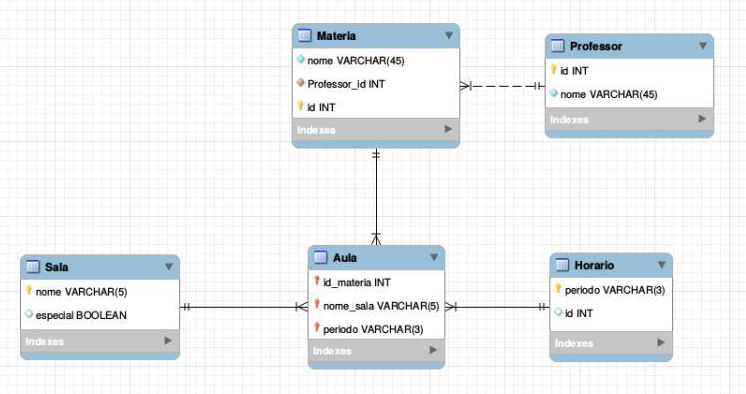 Materia
nome VARCHAR(45)
Professor_id INT
id INT
Indexes
Professor
id INT
nome VARCHAR(45)
Indexes
Sala
nome VARCHAR(5)
especial BOOLEAN
Indexes
Aula
id_materia INT
nome_sala VARCHAR(5)
periodo VARCHAR(3)
Indexes
Horario
periodo VARCHAR(3)
id INT
Indexes